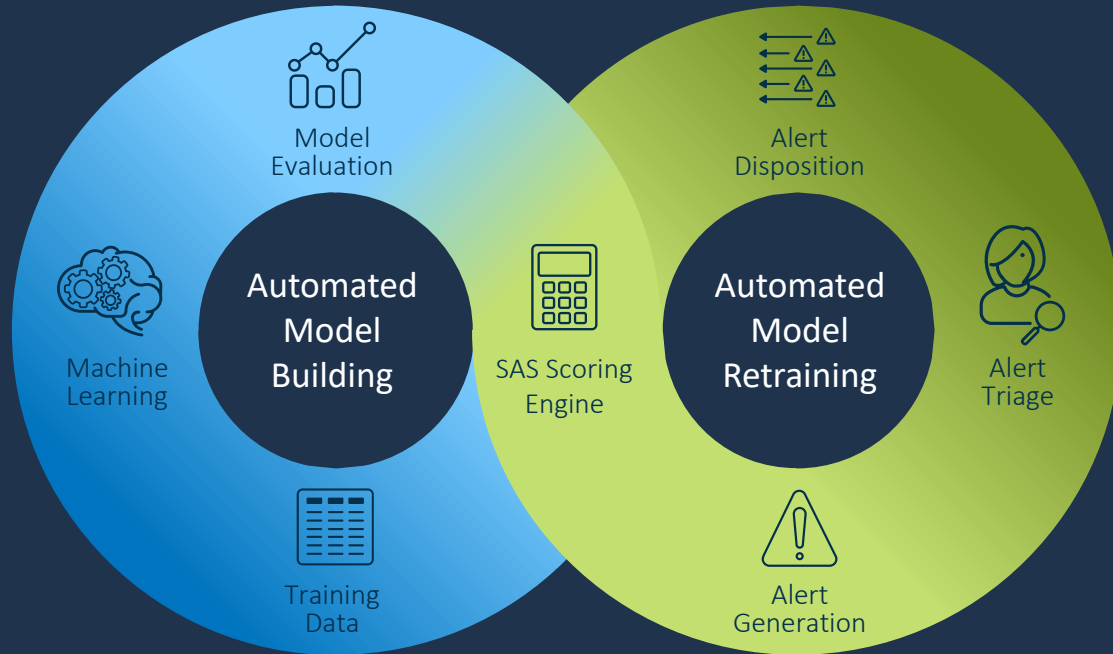 Model
Evaluation
Alert
Disposition
Machine
Learning
Automated
Model
Building
SAS Scoring
Engine
Automated
Model
Retraining
Alert
Triage
Training
Data
Alert
Generation